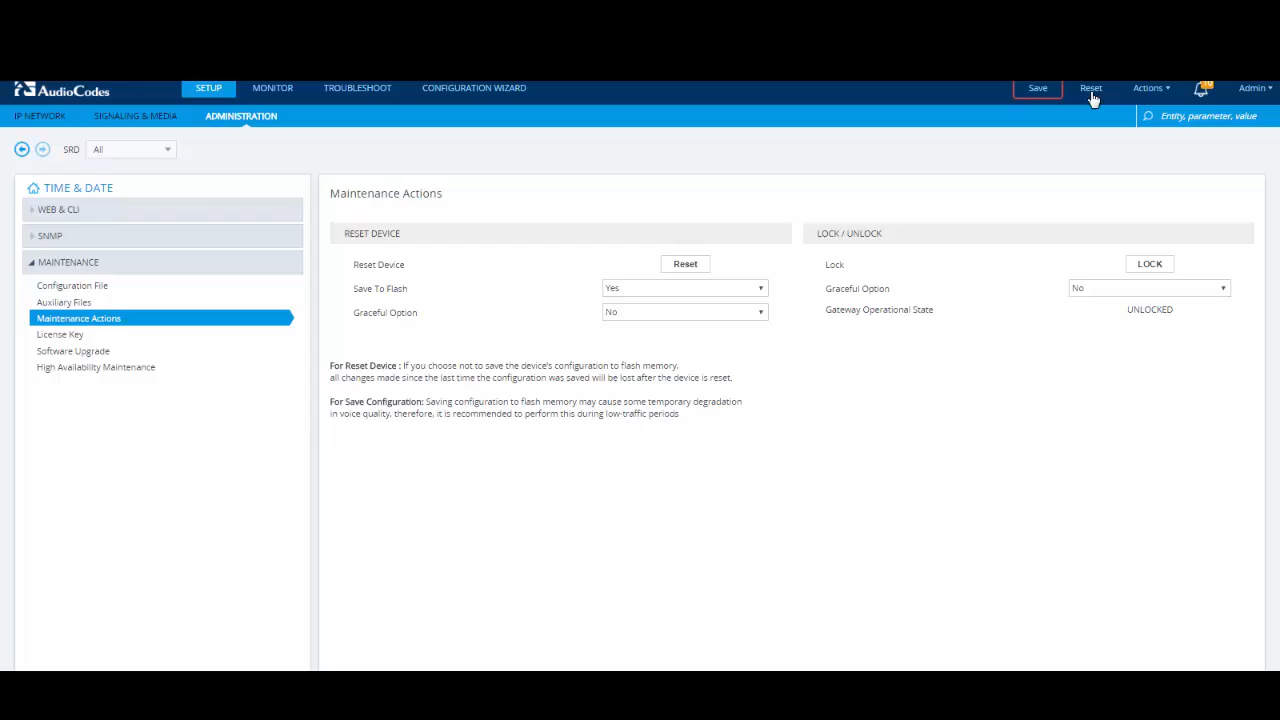 AudioCodes SETUP MONITOR TROUBLESHOOT CONFIGURATION WIZARD Save Reset Actions Admin
IP NETWORK SIGNALING & MEDIA ADMINISTRATION Entity, parameter, value
SRD All
TIME & DATE
WEB & CLI
SNMP
MAINTENANCE
Configuration File
Auxiliary Files
Maintenance Actions
License Key
Software Upgrade
High Availability Maintenance
Maintenance Actions
RESET DEVICE
Reset Device Reset
Save To Flash Yes
Graceful Option No
LOCK / UNLOCK
Lock LOCK
Graceful Option No
Gateway Operational State UNLOCKED
For Reset Device : If you choose not to save the device's configuration to flash memory,
all changes made since the last time the configuration was saved will be lost after the device is reset.
For Save Configuration: Saving configuration to flash memory may cause some temporary degradation
in voice quality, therefore, it is recommended to perform this during low-traffic periods